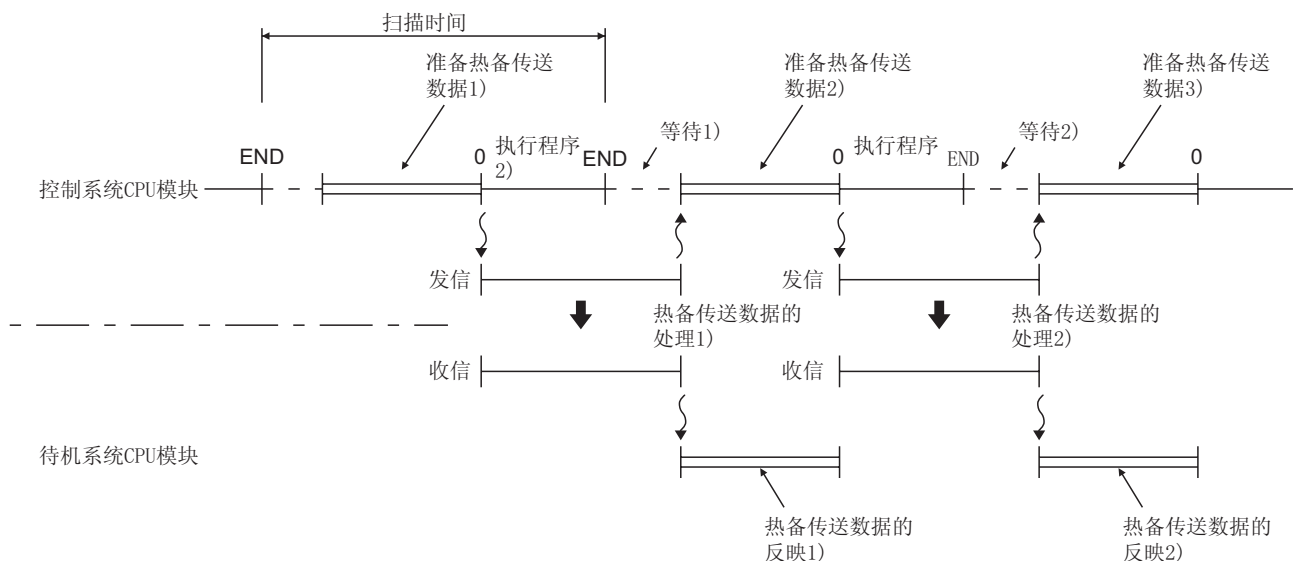 扫描时间
准备热备传送
数据1)
准备热备传送
数据2)
准备热备传送
数据3)
等待1)
等待2)
END
0
执行程序
2)
END
0
执行程序
END
0
控制系统CPU模块
发信
发信
热备传送数据的
处理1)
热备传送数据的
处理2)
收信
收信
待机系统CPU模块
热备传送数据的
反映1)
热备传送数据的
反映2)